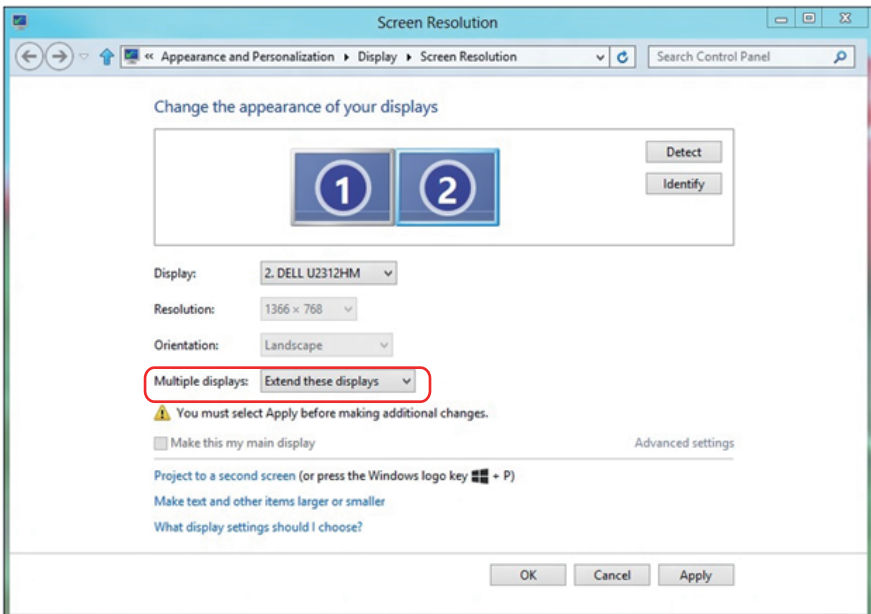 Screen Resolution
« Appearance and Personalization ▸ Display ▸ Screen Resolution
Search Control Panel
Change the appearance of your displays
1 2
Detect
Identify
Display: 2. DELL U2312HM
Resolution: 1366 × 768
Orientation: Landscape
Multiple displays: Extend these displays
You must select Apply before making additional changes.
Make this my main display
Advanced settings
Project to a second screen (or press the Windows logo key + P)
Make text and other items larger or smaller
What display settings should I choose?
OK Cancel Apply